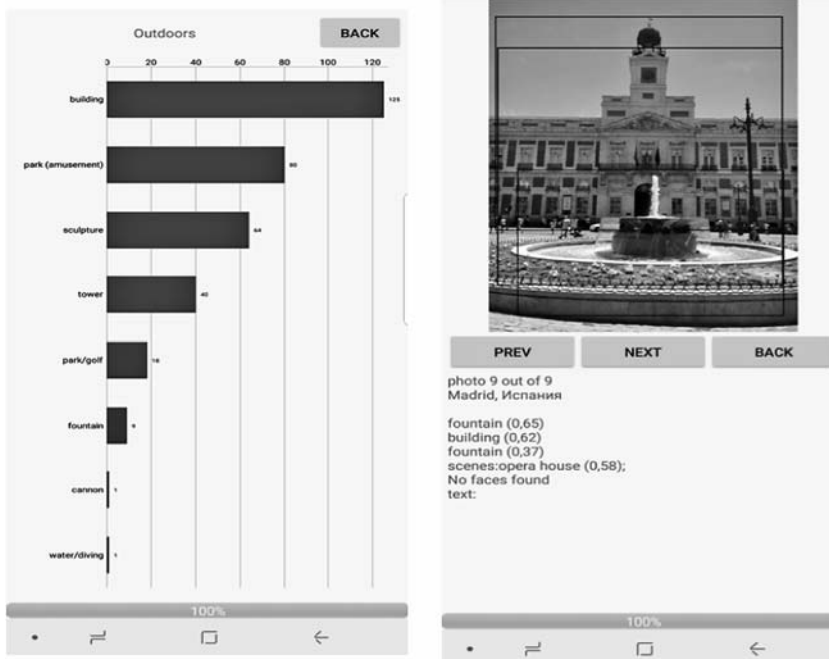 Outdoors
BACK
0 20 40 60 80 100 120
building 125
park (amusement) 80
sculpture 64
tower 40
park/golf 18
fountain 9
cannon 1
water/diving 1
100%
PREV NEXT BACK
photo 9 out of 9
Madrid, Испания
fountain (0,65)
building (0,62)
fountain (0,37)
scenes:opera house (0,58);
No faces found
text:
100%